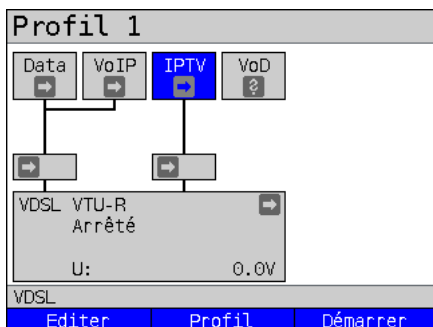 Profil 1
Data VoIP IPTV VoD
VDSL VTU-R
Arrêté
U: 0.0V
VDSL
Editer Profil Démarrer